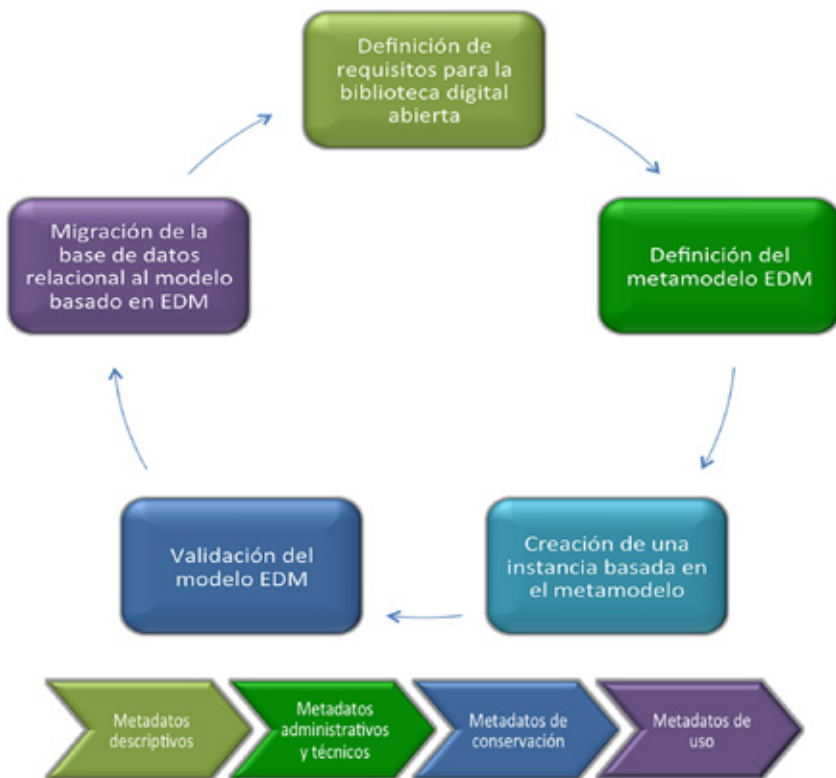 Definición de
requisitos para la
biblioteca digital
abierta
Definición del
metamodelo EDM
Creación de una
instancia basada en
el metamodelo
Validación del
modelo EDM
Migración de la
base de datos
relacional al modelo
basado en EDM
Metadatos
descriptivos
Metadatos
administrativos
y técnicos
Metadatos de
conservación
Metadatos de
uso